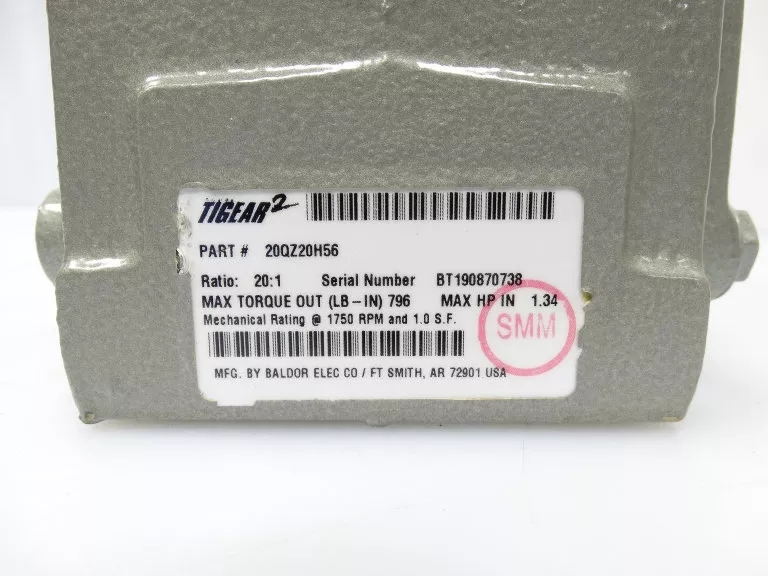 TIGEAR2
PART # 20QZ20H56
Ratio: 20:1 Serial Number BT190870738
MAX TORQUE OUT (LB-IN) 796 MAX HP IN 1.34
Mechanical Rating @ 1750 RPM and 1.0 S.F.
SMM
MFG. BY BALDOR ELEC CO / FT SMITH, AR 72901 USA